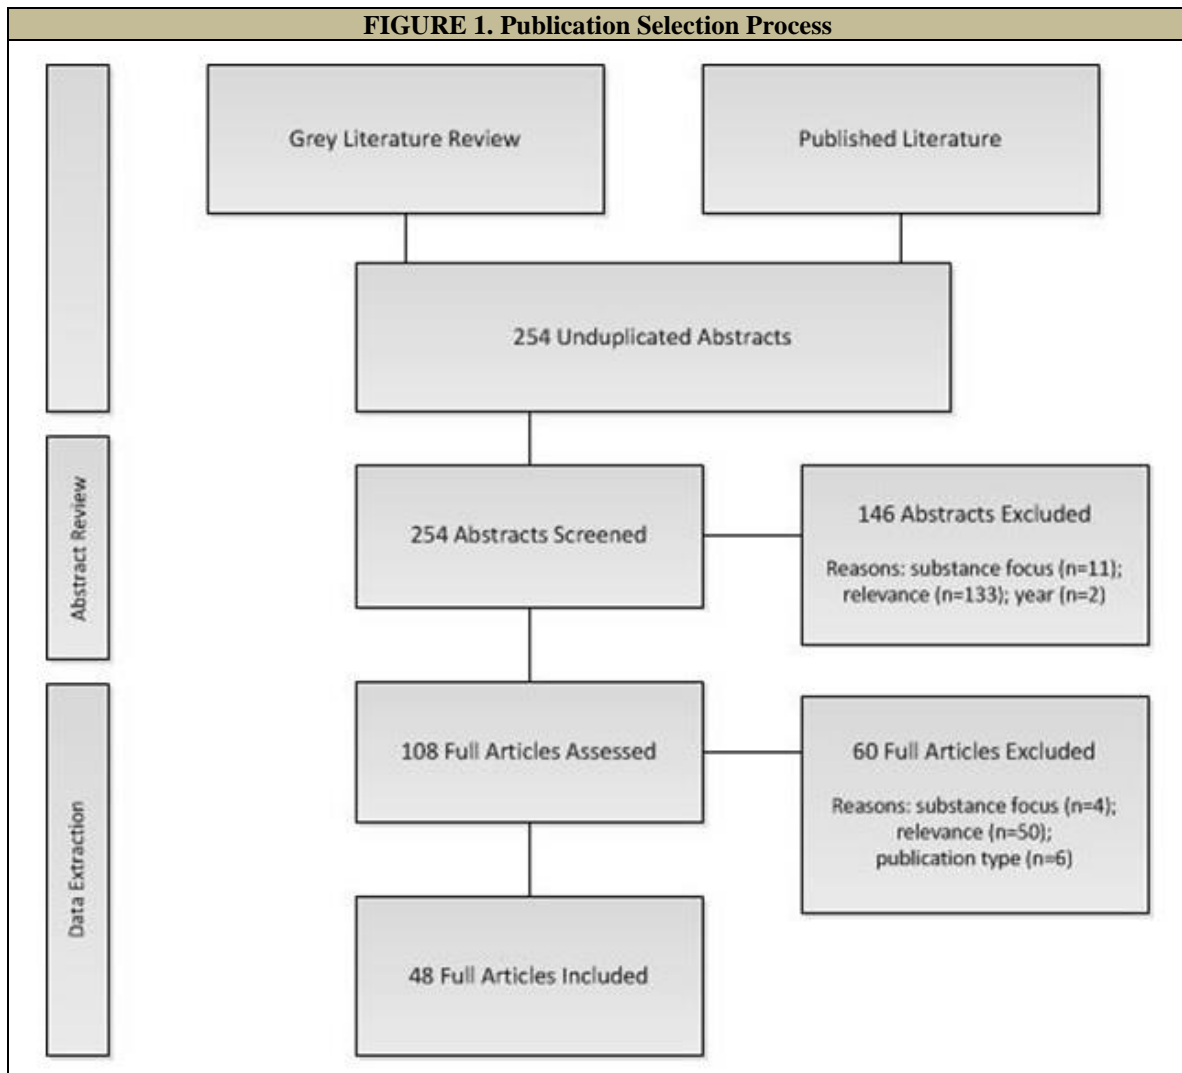 FIGURE 1. Publication Selection Process
Grey Literature Review
Published Literature
254 Unduplicated Abstracts
Abstract Review
254 Abstracts Screened
146 Abstracts Excluded
Reasons: substance focus (n=11);
relevance (n=133); year (n=2)
Data Extraction
108 Full Articles Assessed
60 Full Articles Excluded
Reasons: substance focus (n=4);
relevance (n=50);
publication type (n=6)
48 Full Articles Included